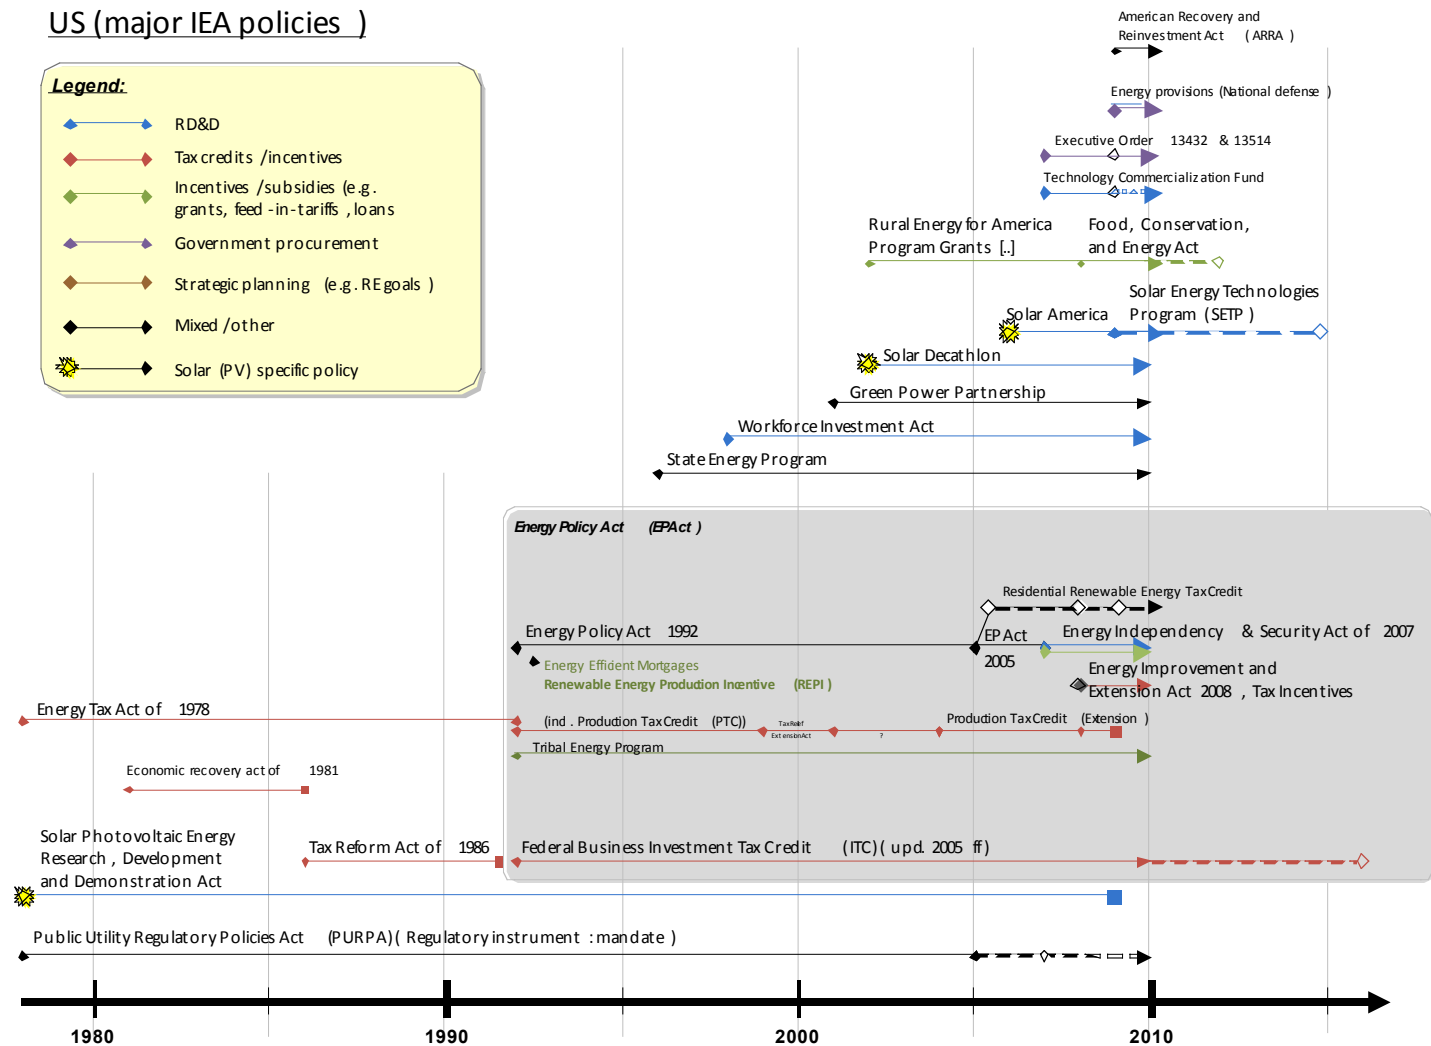 US (major IEA policies )
Legend:
RD&D
Tax credits /incentives
Incentives /subsidies (e.g.
grants, feed -in-tariffs , loans
Government procurement
Strategic planning (e.g. RE goals )
Mixed /other
Solar (PV) specific policy
American Recovery and
Reinvestment Act ( ARRA )
Energy provisions (National defense )
Executive Order 13432 & 13514
Technology Commercialization Fund
Rural Energy for America
Program Grants [..]
Food, Conservation,
and Energy Act
Solar Energy Technologies
Program ( SETP )
Solar America
Solar Decathlon
Green Power Partnership
Workforce Investment Act
State Energy Program
Energy Policy Act (EPAct )
Residential Renewable Energy Tax Credit
Energy Policy Act 1992
EPAct
2005
Energy Independency & Security Act of 2007
Energy Efficient Mortgages
Renewable Energy Production Incentive (REPI )
Energy Improvement and
Extension Act 2008 , Tax Incentives
Energy Tax Act of 1978
(incl . Production Tax Credit (PTC))
Tax Relief
Extension Act
?
Production Tax Credit (Extension )
Tribal Energy Program
Economic recovery act of 1981
Solar Photovoltaic Energy
Research , Development
and Demonstration Act
Tax Reform Act of 1986
Federal Business Investment Tax Credit (ITC) ( upd. 2005 ff)
Public Utility Regulatory Policies Act (PURPA) ( Regulatory instrument : mandate )
1980
1990
2000
2010